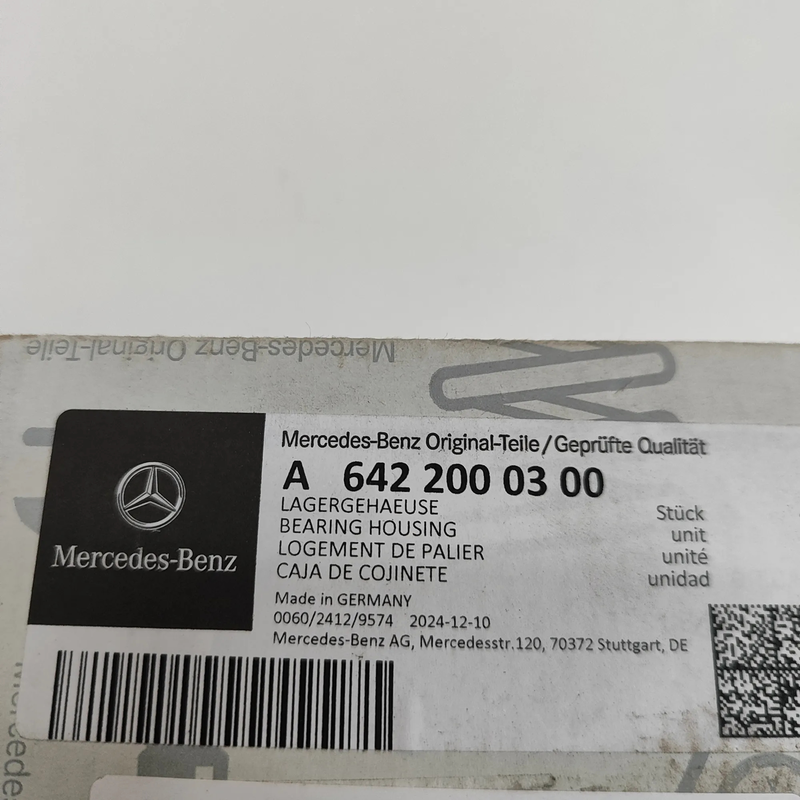 Mercedes-Benz Original-Teile
Mercedes-Benz Original-Teile/Geprüfte Qualität
A 642 200 03 00
LAGERGEHAEUSE
BEARING HOUSING
LOGEMENT DE PALIER
CAJA DE COJINETE
Stück
unit
unité
unidad
Made in GERMANY
0060/2412/9574 2024-12-10
Mercedes-Benz AG, Mercedesstr.120, 70372 Stuttgart, DE
Mercedes-Benz